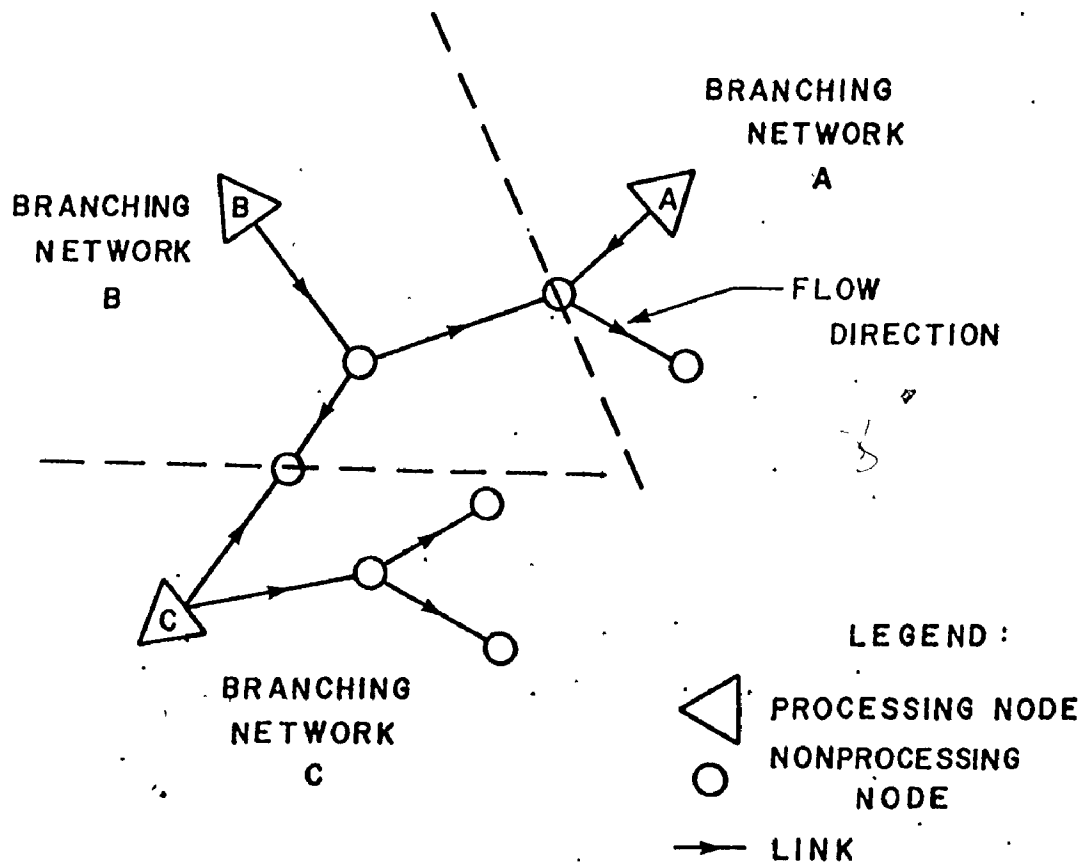 BRANCHING
NETWORK
A
A
BRANCHING
NETWORK
B
B
FLOW
DIRECTION
C
BRANCHING
NETWORK
C
LEGEND :
PROCESSING NODE
NONPROCESSING
NODE
LINK